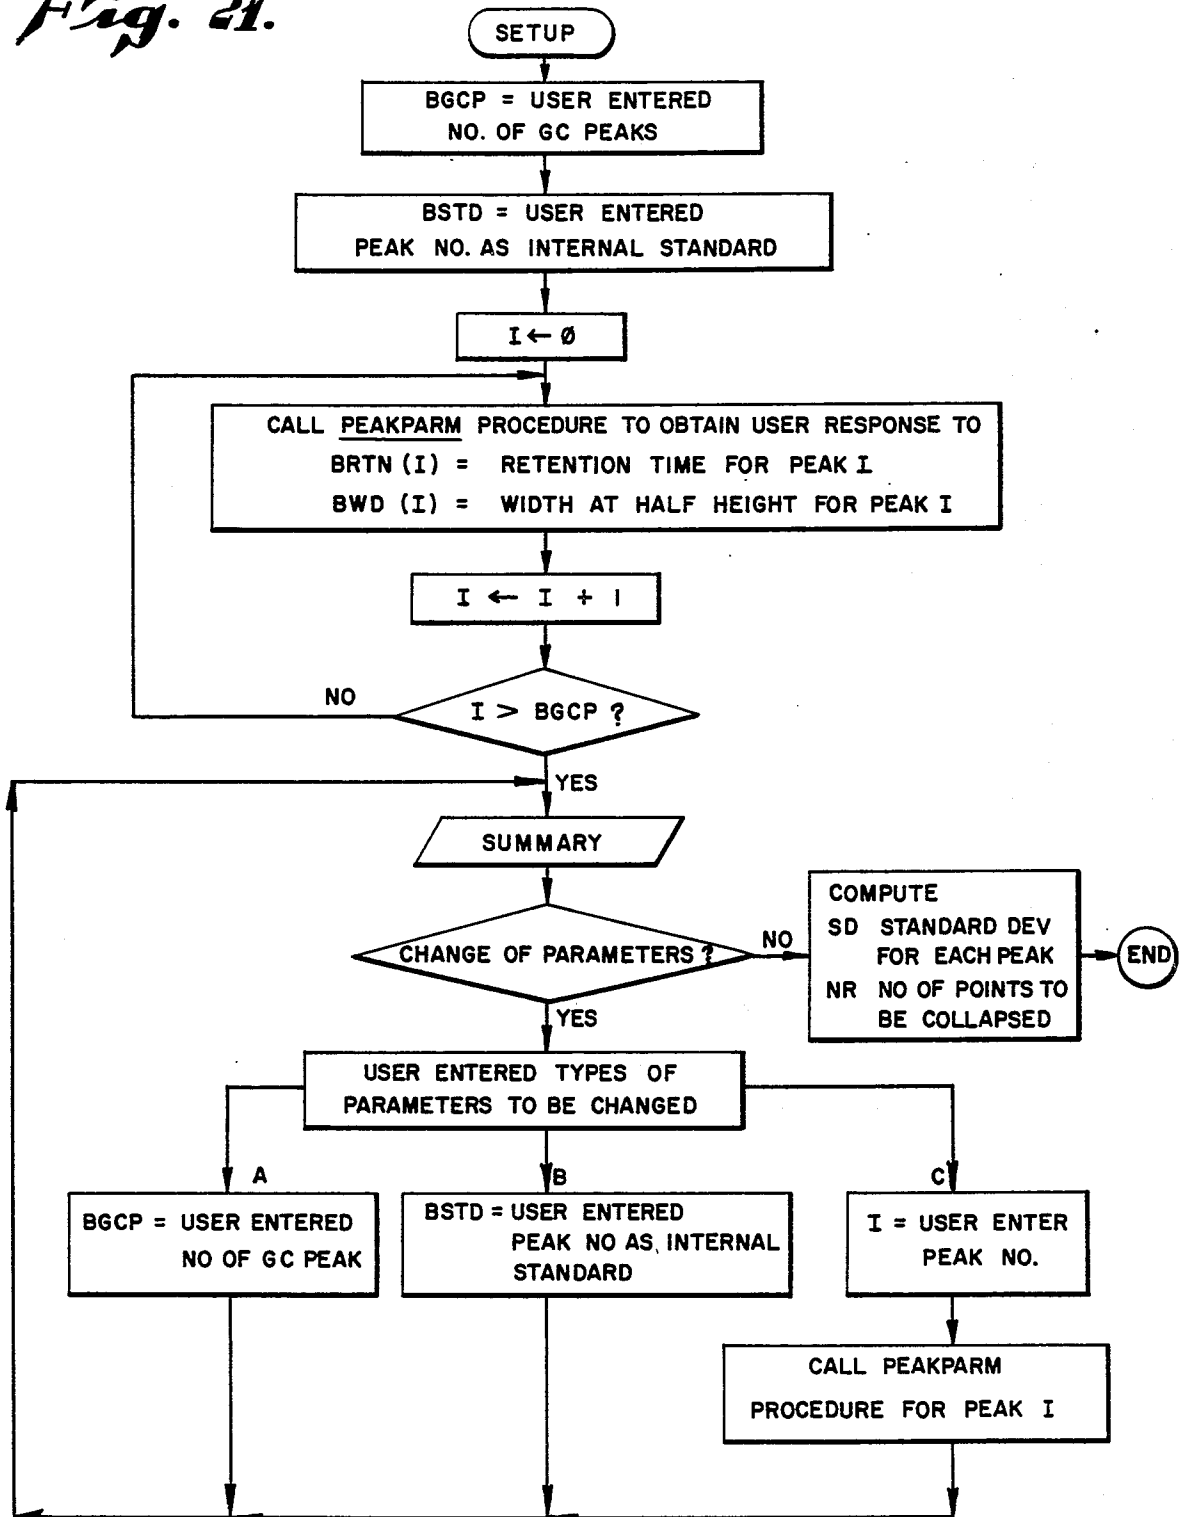 Fig. 21.
SETUP
BGCP = USER ENTERED
NO. OF GC PEAKS
BSTD = USER ENTERED
PEAK NO. AS INTERNAL STANDARD
I ← Ø
CALL PEAKPARM PROCEDURE TO OBTAIN USER RESPONSE TO
BRTN (I) = RETENTION TIME FOR PEAK I
BWD (I) = WIDTH AT HALF HEIGHT FOR PEAK I
I ← I + 1
NO
I > BGCP ?
YES
SUMMARY
CHANGE OF PARAMETERS ?
NO
COMPUTE
SD STANDARD DEV
FOR EACH PEAK
NR NO OF POINTS TO
BE COLLAPSED
END
YES
USER ENTERED TYPES OF
PARAMETERS TO BE CHANGED
A
B
C
BGCP = USER ENTERED
NO OF GC PEAK
BSTD = USER ENTERED
PEAK NO AS INTERNAL
STANDARD
I = USER ENTER
PEAK NO.
CALL PEAKPARM
PROCEDURE FOR PEAK I